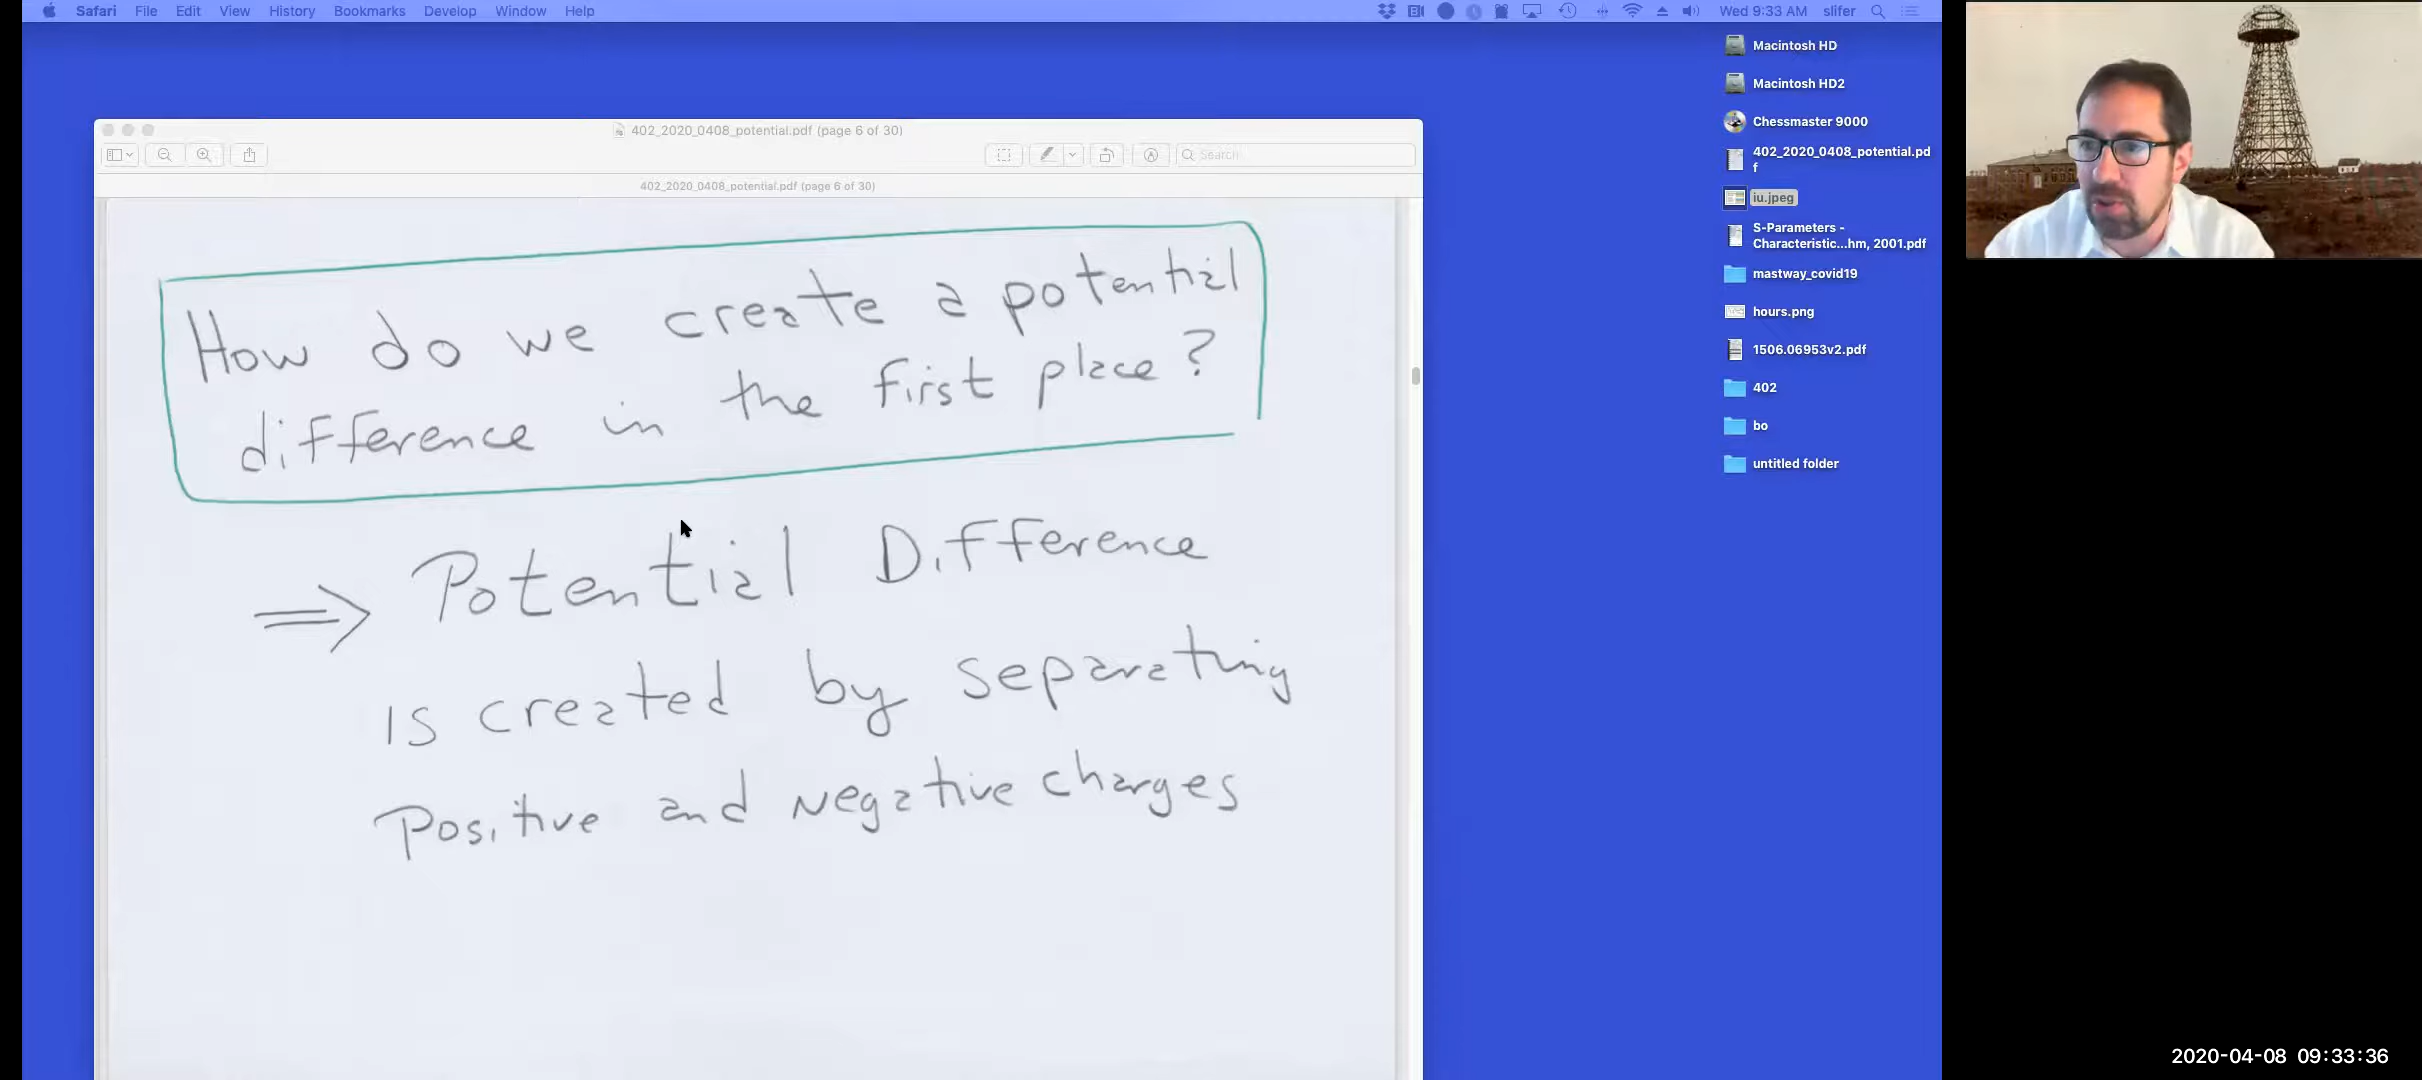 Safari File Edit View History Bookmarks Develop Window Help
Wed 9:33 AM slifer
402_2020_0408_potential.pdf (page 6 of 30)
Search
402_2020_0408_potential.pdf (page 6 of 30)
How do we create a potential
difference in the first place?
⇒ Potential Difference
is created by separating
Positive and Negative charges
Macintosh HD
Macintosh HD2
Chessmaster 9000
402_2020_0408_potential.pd
f
iu.jpeg
S-Parameters -
Characteristic...hm, 2001.pdf
mastway_covid19
hours.png
1506.06953v2.pdf
402
bo
untitled folder
2020-04-08 09:33:36